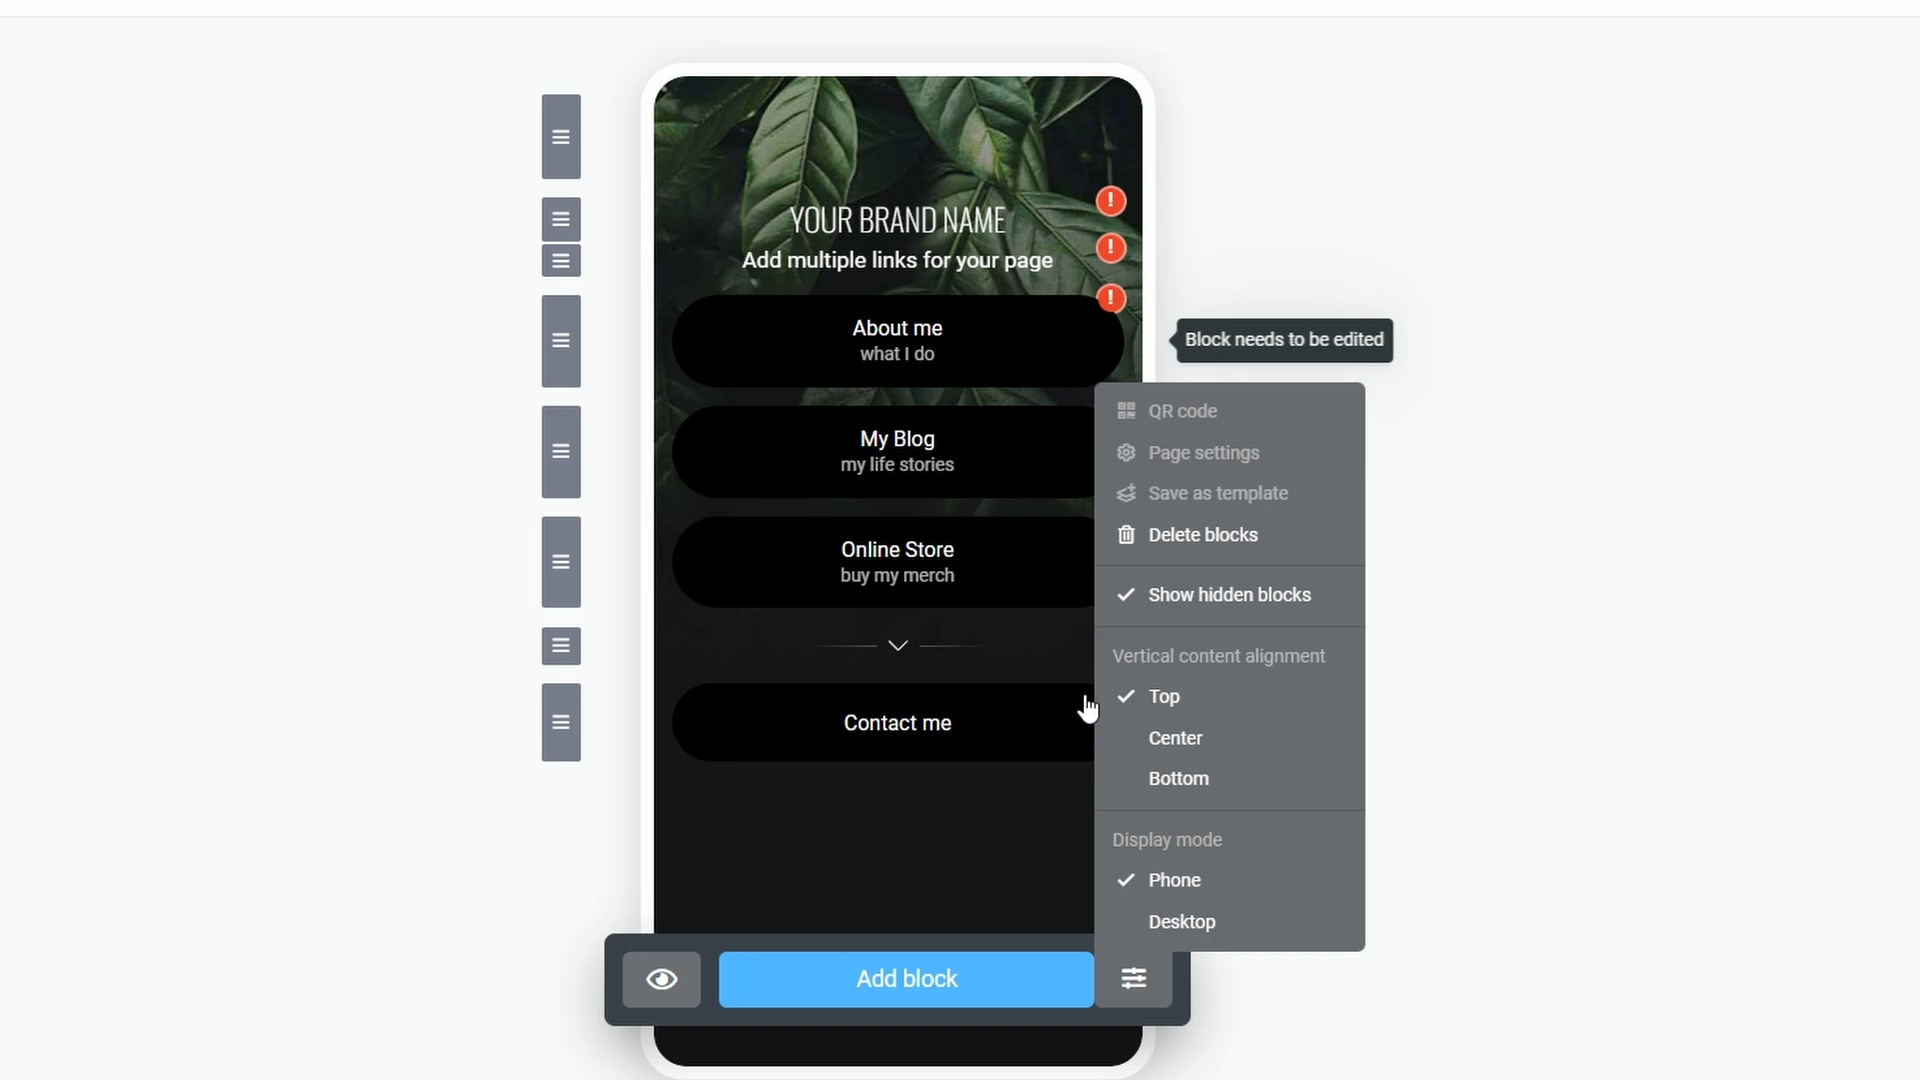 YOUR BRAND NAME
Add multiple links for your page
About me
what I do
Block needs to be edited
My Blog
my life stories
Online Store
buy my merch
Contact me
QR code
Page settings
Save as template
Delete blocks
Show hidden blocks
Vertical content alignment
Top
Center
Bottom
Display mode
Phone
Desktop
Add block